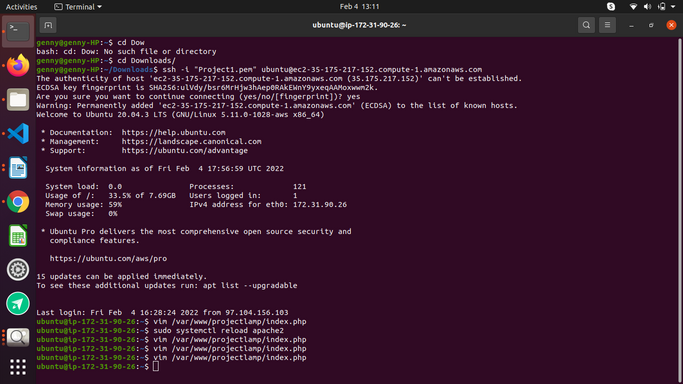 Activities
Terminal
Feb 4 13:11
ubuntu@ip-172-31-90-26: ~
genny@genny-HP:~$ cd Dow
bash: cd: Dow: No such file or directory
genny@genny-HP:~$ cd Downloads/
genny@genny-HP:~/Downloads$ ssh -i "Project1.pem" ubuntu@ec2-35-175-217-152.compute-1.amazonaws.com
The authenticity of host 'ec2-35-175-217-152.compute-1.amazonaws.com (35.175.217.152)' can't be established.
ECDSA key fingerprint is
Are you sure you want to continue connecting (yes/no/[fingerprint])? yes
Warning: Permanently added 'ec2-35-175-217-152.compute-1.amazonaws.com' (ECDSA) to the list of known hosts.
Welcome to Ubuntu 20.04.3 LTS (GNU/Linux 5.11.0-1028-aws x86_64)
* Documentation: https://help.ubuntu.com
* Management: https://landscape.canonical.com
* Support: https://ubuntu.com/advantage
System information as of Fri Feb 4 17:56:59 UTC 2022
System load: 0.0 Processes: 121
Usage of /: 33.5% of 7.69GB Users logged in: 1
Memory usage: 59% IPv4 address for eth0: 172.31.90.26
Swap usage: 0%
* Ubuntu Pro delivers the most comprehensive open source security and
compliance features.
https://ubuntu.com/aws/pro
15 updates can be applied immediately.
To see these additional updates run: apt list --upgradable
Last login: Fri Feb 4 16:28:24 2022 from 97.104.156.103
ubuntu@ip-172-31-90-26:~$ vim /var/www/projectlamp/index.php
ubuntu@ip-172-31-90-26:~$ sudo systemctl reload apache2
ubuntu@ip-172-31-90-26:~$ vim /var/www/projectlamp/index.php
ubuntu@ip-172-31-90-26:~$ vim /var/www/projectlamp/index.php
ubuntu@ip-172-31-90-26:~$ vim /var/www/projectlamp/index.php
ubuntu@ip-172-31-90-26:~$